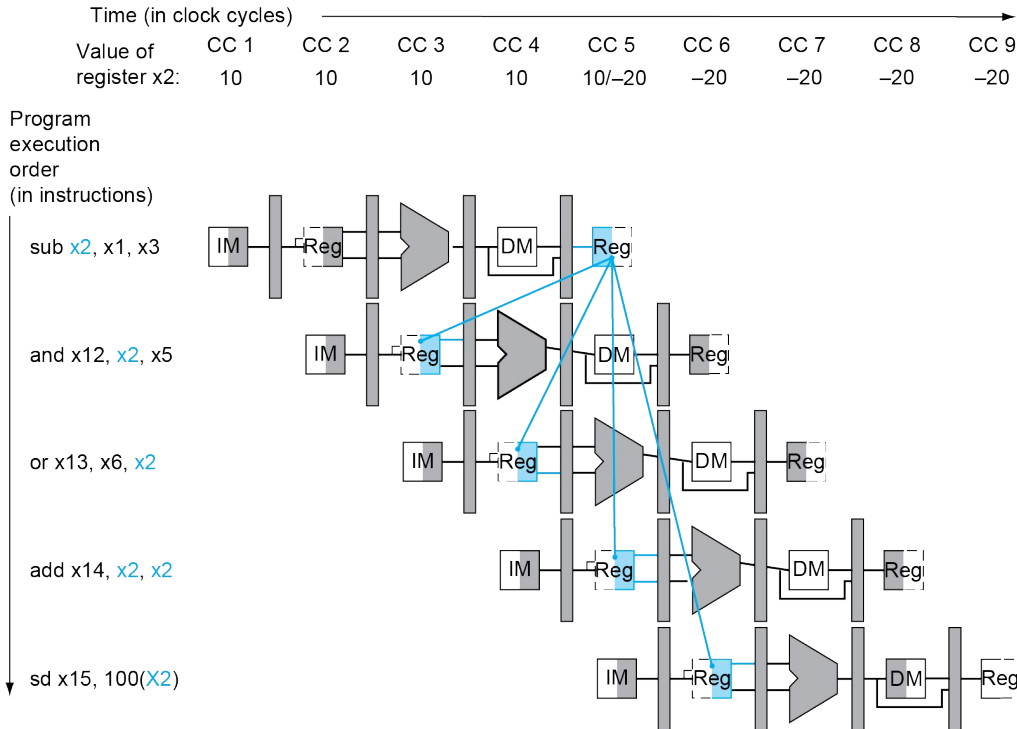 Time (in clock cycles)
Value of register x2:
CC 1 CC 2 CC 3 CC 4 CC 5 CC 6 CC 7 CC 8 CC 9
10 10 10 10 10/–20 –20 –20 –20 –20
Program
execution
order
(in instructions)
sub x2, x1, x3
IM Reg DM Reg
and x12, x2, x5
IM Reg DM Reg
or x13, x6, x2
IM Reg DM Reg
add x14, x2, x2
IM Reg DM Reg
sd x15, 100(X2)
IM Reg DM Reg